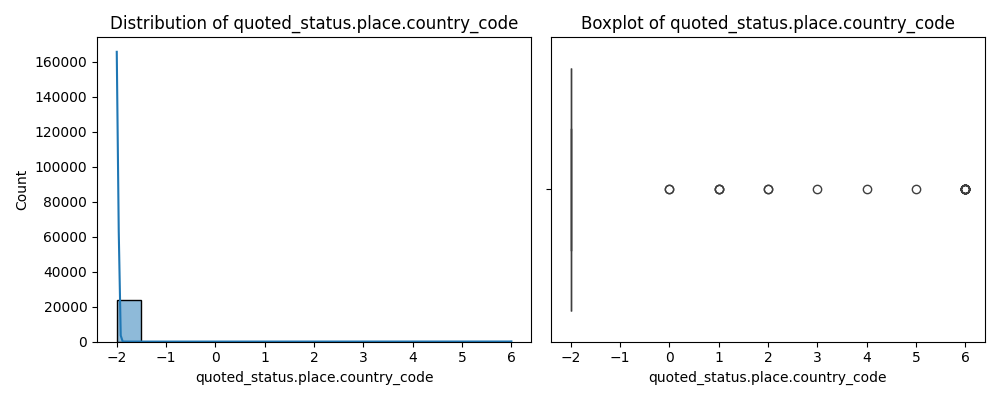 Distribution of quoted_status.place.country_code
160000
140000
120000
100000
80000
60000
40000
20000
0
Count
−2 −1 0 1 2 3 4 5 6
quoted_status.place.country_code
Boxplot of quoted_status.place.country_code
−2 −1 0 1 2 3 4 5 6
quoted_status.place.country_code